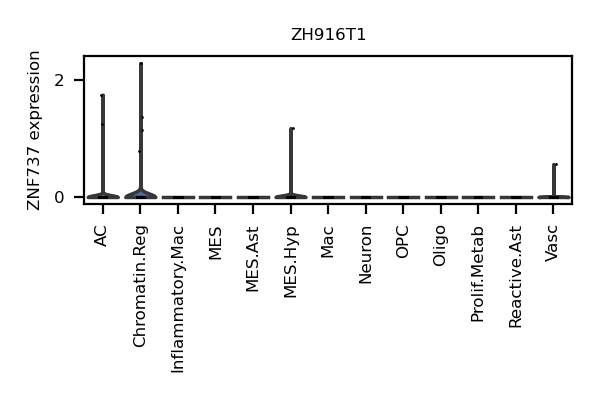 ZH916T1
ZNF737 expression
2
0
AC
Chromatin.Reg
Inflammatory.Mac
MES
MES.Ast
MES.Hyp
Mac
Neuron
OPC
Oligo
Prolif.Metab
Reactive.Ast
Vasc